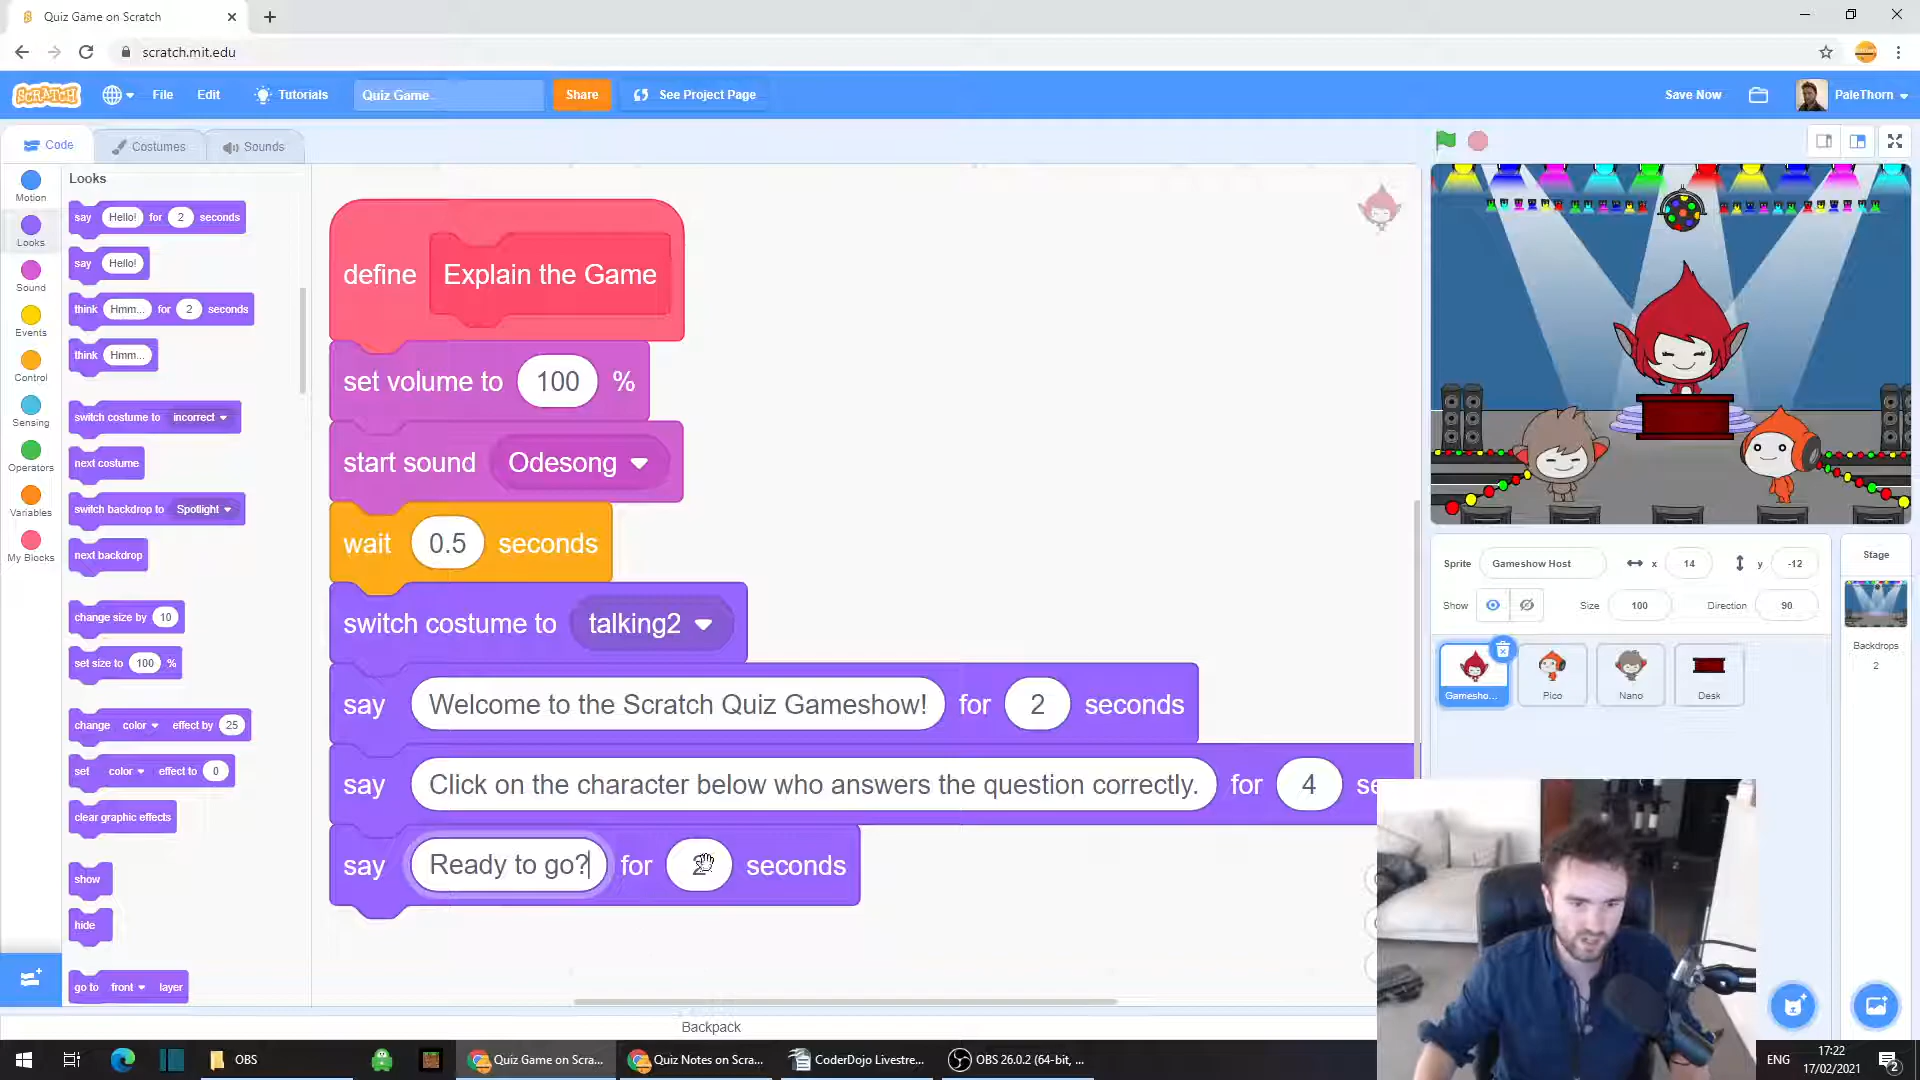 Quiz Game on Scratch
scratch.mit.edu
SCRATCH
File
Edit
Tutorials
Quiz Game
Share
See Project Page
Save Now
PaleThorn
Code
Costumes
Sounds
Motion
Looks
Sound
Events
Control
Sensing
Operators
Variables
My Blocks
Looks
say Hello! for 2 seconds
say Hello!
think Hmm... for 2 seconds
think Hmm...
switch costume to incorrect
next costume
switch backdrop to Spotlight
next backdrop
change size by 10
set size to 100 %
change color effect by 25
set color effect to 0
clear graphic effects
show
hide
go to front layer
define Explain the Game
set volume to 100 %
start sound Odesong
wait 0.5 seconds
switch costume to talking2
say Welcome to the Scratch Quiz Gameshow! for 2 seconds
say Click on the character below who answers the question correctly. for 4 se
say Ready to go? for 2 seconds
Sprite Gameshow Host x 14 y -12
Show Size 100 Direction 90
Gamesho...
Pico
Nano
Desk
Stage
Backdrops
2
Backpack
OBS
Quiz Game on Scra...
Quiz Notes on Scra...
CoderDojo Livestre...
OBS 26.0.2 (64-bit, ...
ENG
17:22
17/02/2021
2